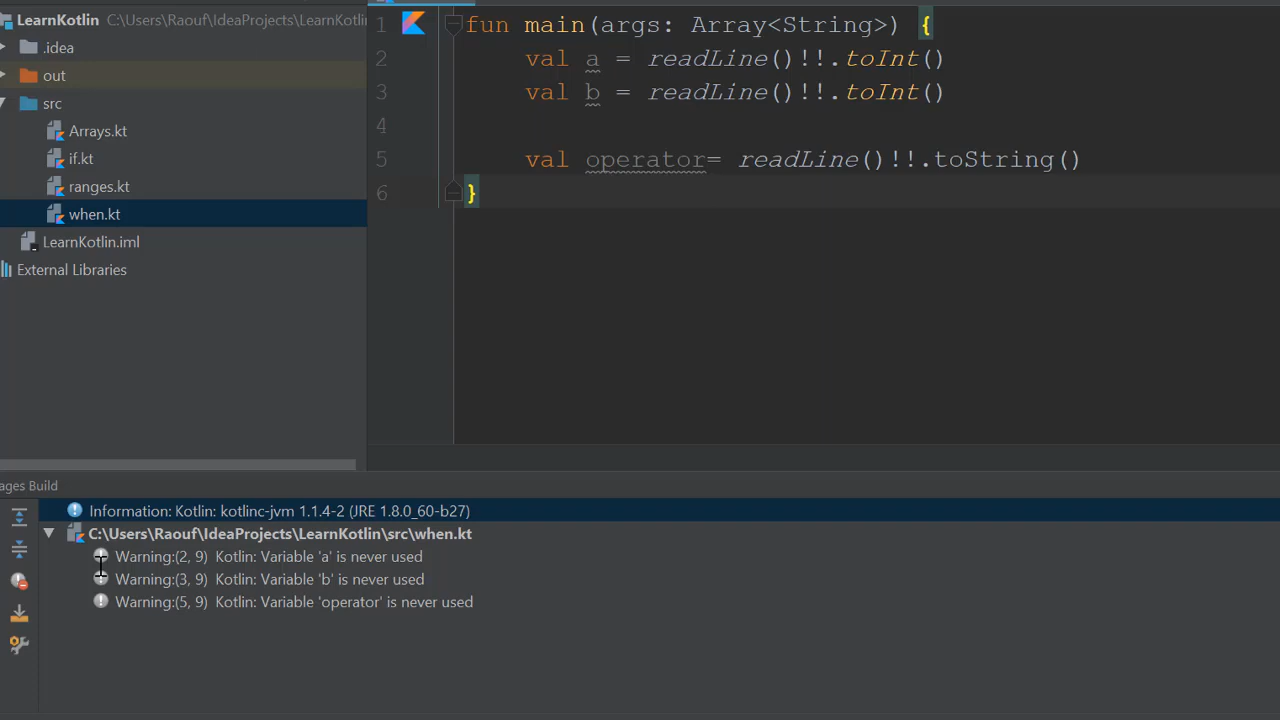 LearnKotlin C:\Users\Raouf\IdeaProjects\LearnKotlin
.idea
out
src
Arrays.kt
if.kt
ranges.kt
when.kt
LearnKotlin.iml
External Libraries
1 fun main(args: Array<String>) {
2 val a = readLine()!!.toInt()
3 val b = readLine()!!.toInt()
4
5 val operator= readLine()!!.toString()
6 }
ages Build
Information: Kotlin: kotlinc-jvm 1.1.4-2 (JRE 1.8.0_60-b27)
C:\Users\Raouf\IdeaProjects\LearnKotlin\src\when.kt
Warning:(2, 9) Kotlin: Variable 'a' is never used
Warning:(3, 9) Kotlin: Variable 'b' is never used
Warning:(5, 9) Kotlin: Variable 'operator' is never used